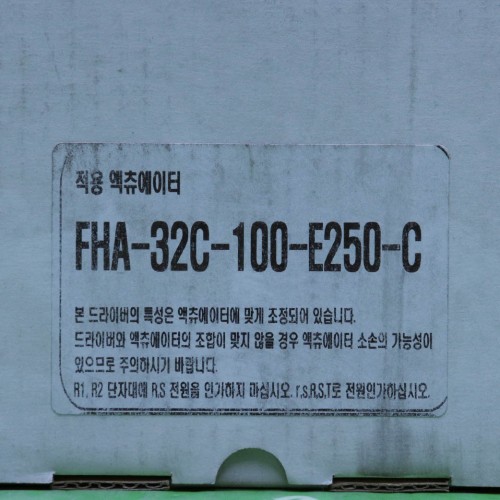 적용 액츄에이터
FHA-32C-100-E250-C
본 드라이버의 특성은 액츄에이터에 맞게 조정되어 있습니다.
드라이버와 액츄에이터의 조합이 맞지 않을 경우 액츄에이터 소손의 가능성이
있으므로 주의하시기 바랍니다.
R1, R2 단자대에 R,S 전원을 인가하지 마십시오. r,s,R,S,T로 전원인가하십시오.